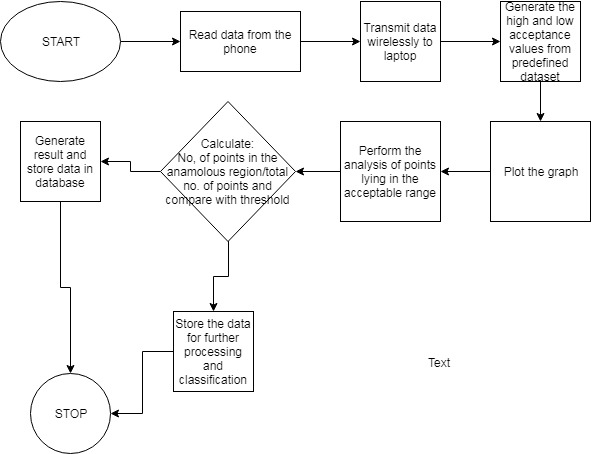 START
Read data from the
phone
Transmit data
wirelessly to
laptop
Generate the
high and low
acceptance
values from
predefined
dataset
Plot the graph
Perform the
analysis of points
lying in the
acceptable range
Calculate:
No, of points in the
anamolous region/total
no. of points and
compare with threshold
Generate
result and
store data in
database
Store the data
for further
processing
and
classification
Text
STOP